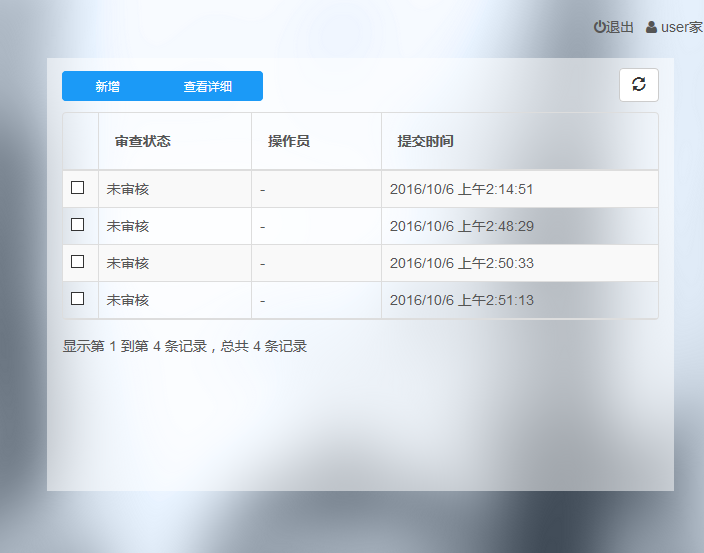 退出 user家
新增 查看详细
审查状态 操作员 提交时间
未审核 - 2016/10/6 上午2:14:51
未审核 - 2016/10/6 上午2:48:29
未审核 - 2016/10/6 上午2:50:33
未审核 - 2016/10/6 上午2:51:13
显示第 1 到第 4 条记录，总共 4 条记录